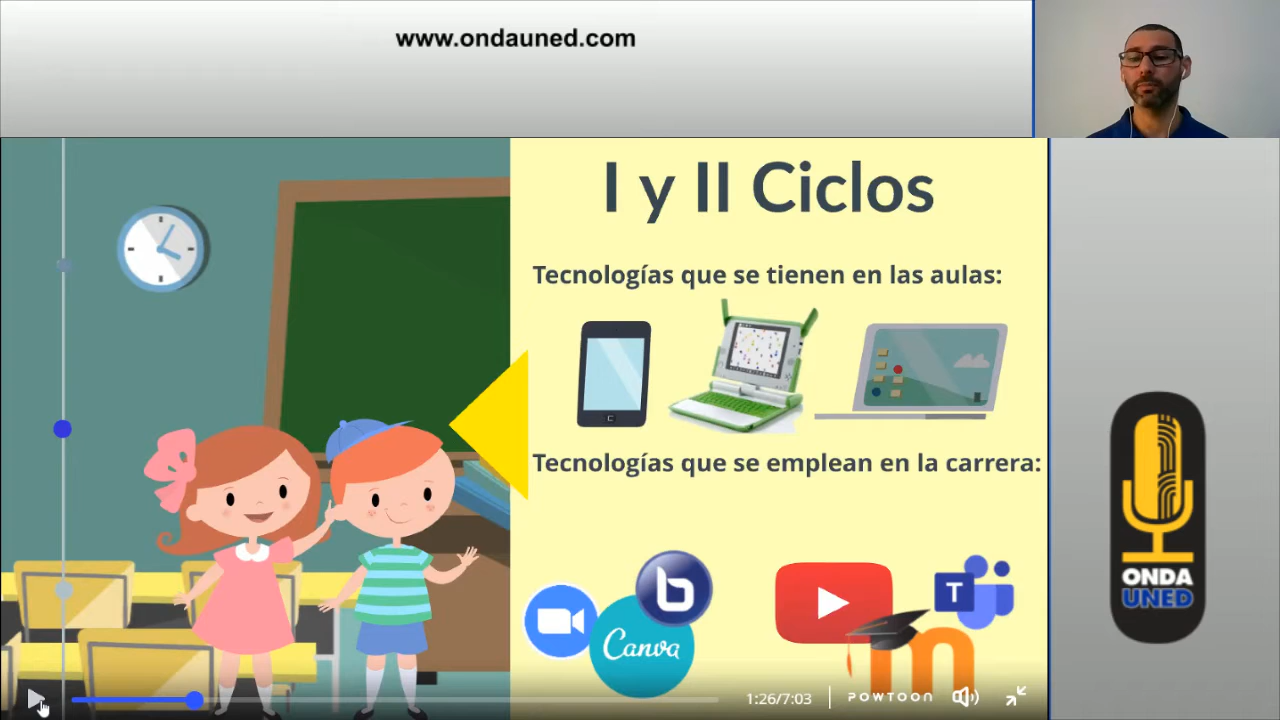 www.ondauned.com
I y II Ciclos
Tecnologías que se tienen en las aulas:
Tecnologías que se emplean en la carrera:
b
Canva
T
m
1:26/7:03
POWTOON
ONDA
UNED